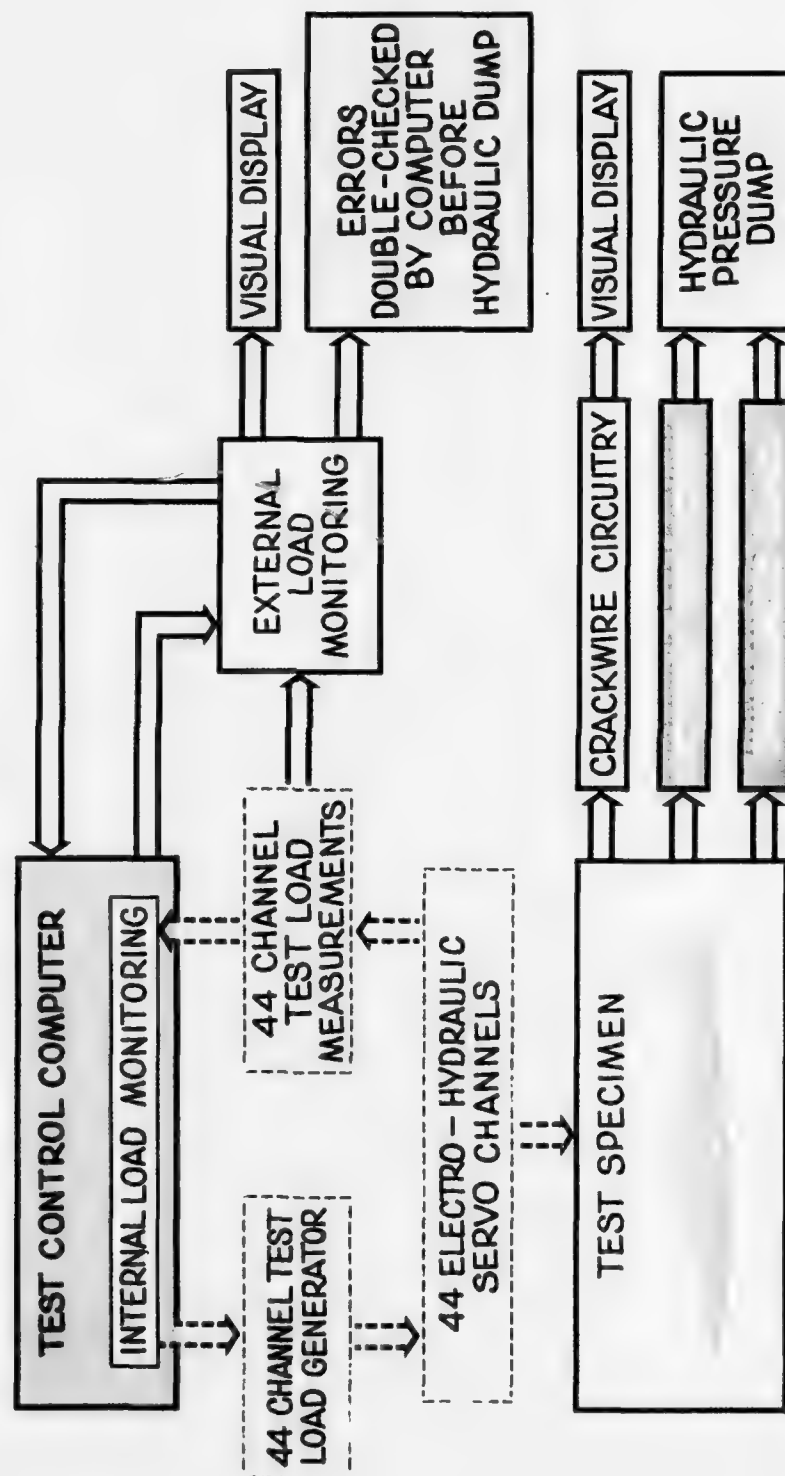 TEST CONTROL COMPUTER
INTERNAL LOAD MONITORING
44 CHANNEL TEST
LOAD GENERATOR
44 CHANNEL
TEST LOAD
MEASUREMENTS
EXTERNAL
LOAD
MONITORING
VISUAL DISPLAY
ERRORS
DOUBLE-CHECKED
BY COMPUTER
BEFORE
HYDRAULIC DUMP
44 ELECTRO-HYDRAULIC
SERVO CHANNELS
TEST SPECIMEN
CRACKWIRE CIRCUITRY
VISUAL DISPLAY
HYDRAULIC
PRESSURE
DUMP